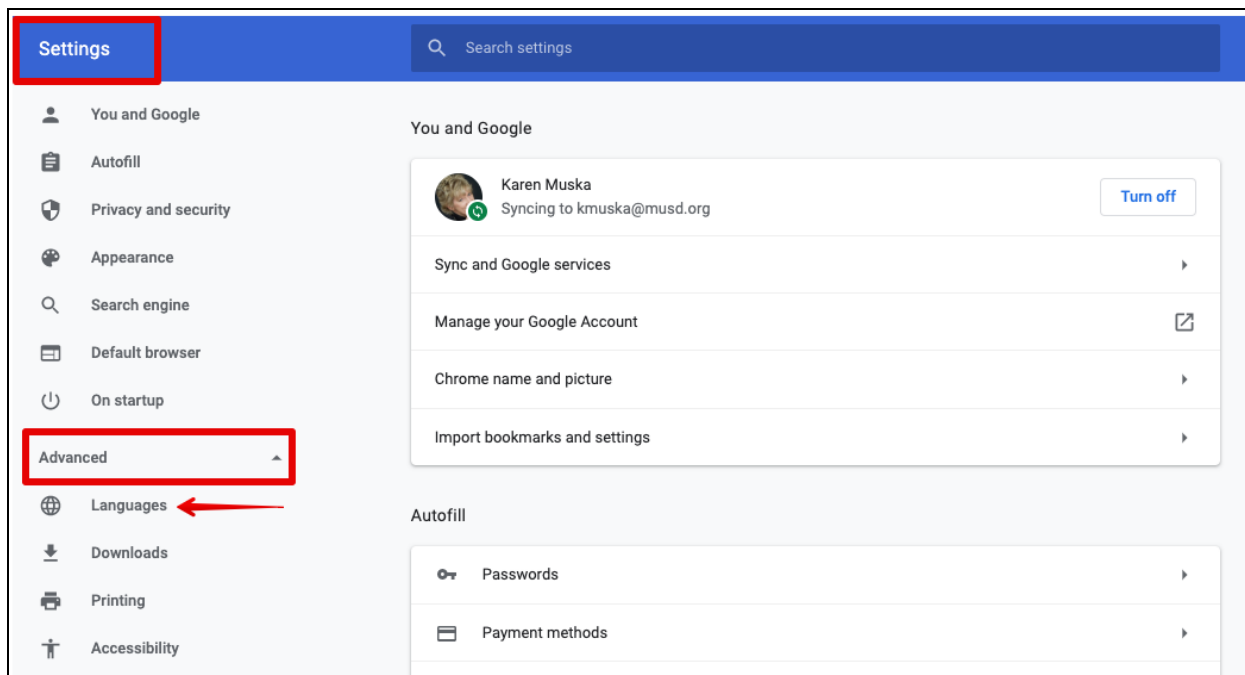 Settings
Search settings
You and Google
Autofill
Privacy and security
Appearance
Search engine
Default browser
On startup
Advanced
Languages
Downloads
Printing
Accessibility
You and Google
Karen Muska
Syncing to kmuska@musd.org
Turn off
Sync and Google services
Manage your Google Account
Chrome name and picture
Import bookmarks and settings
Autofill
Passwords
Payment methods